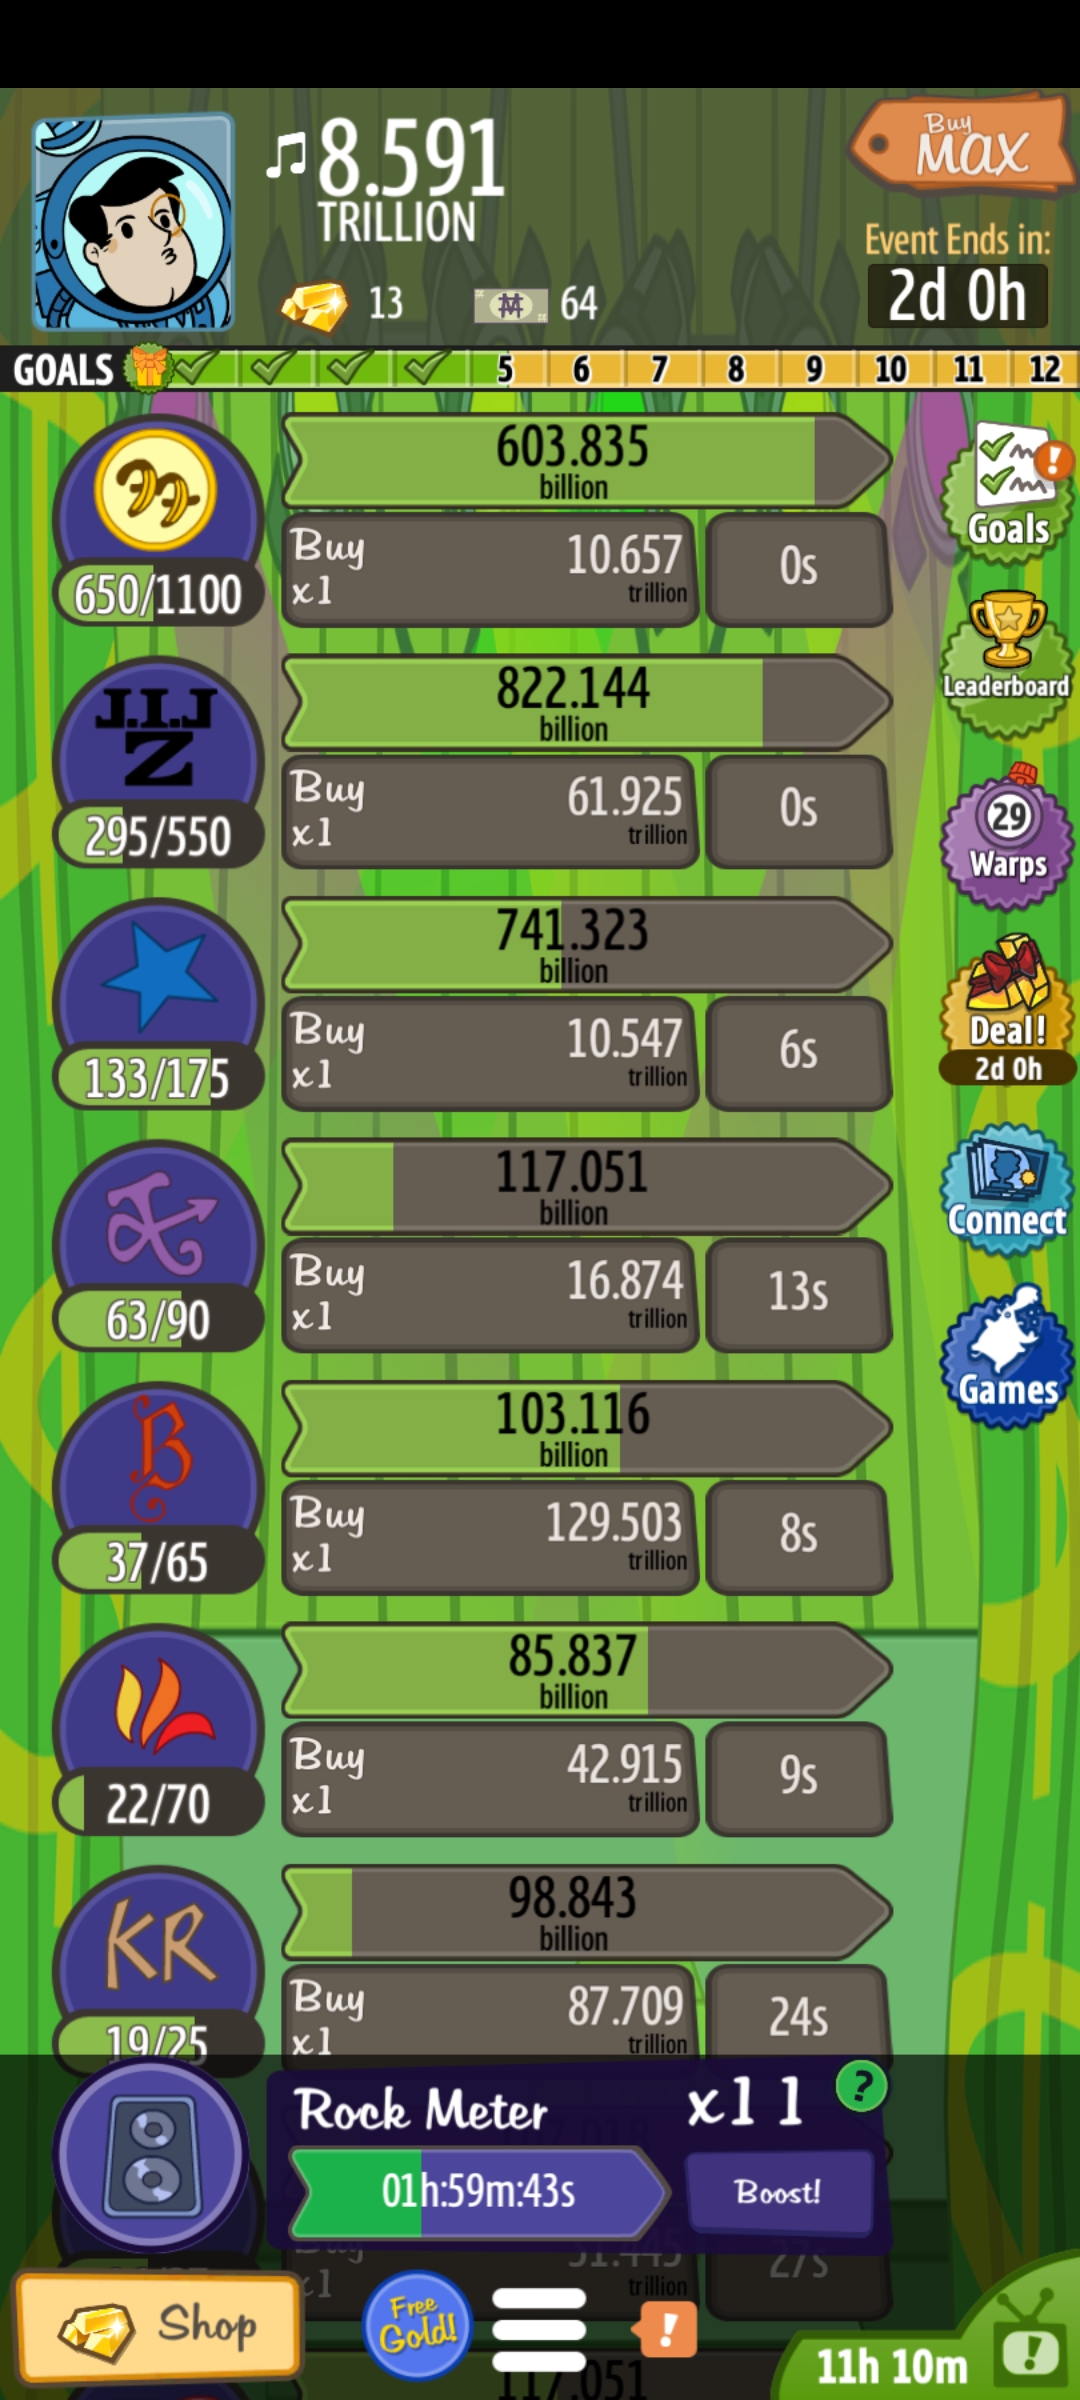 8.591
TRILLION
Buy
MAX
Event Ends in:
2d 0h
13
64
GOALS 5 6 7 8 9 10 11 12
603.835
billion
650/1100
Buy
x1
10.657
trillion
0s
Goals
822.144
billion
J.I.J
Z
295/550
Buy
x1
61.925
trillion
0s
Leaderboard
29
Warps
741.323
billion
133/175
Buy
x1
10.547
trillion
6s
Deal!
2d 0h
117.051
billion
63/90
Buy
x1
16.874
trillion
13s
Connect
Games
103.116
billion
B
37/65
Buy
x1
129.503
trillion
8s
85.837
billion
22/70
Buy
x1
42.915
trillion
9s
98.843
billion
KR
19/25
Buy
x1
87.709
trillion
24s
Rock Meter
x11
?
01h:59m:43s
Boost!
Buy
x1
51.445
trillion
27s
Shop
Free
Gold!
!
11h 10m
!
117.051